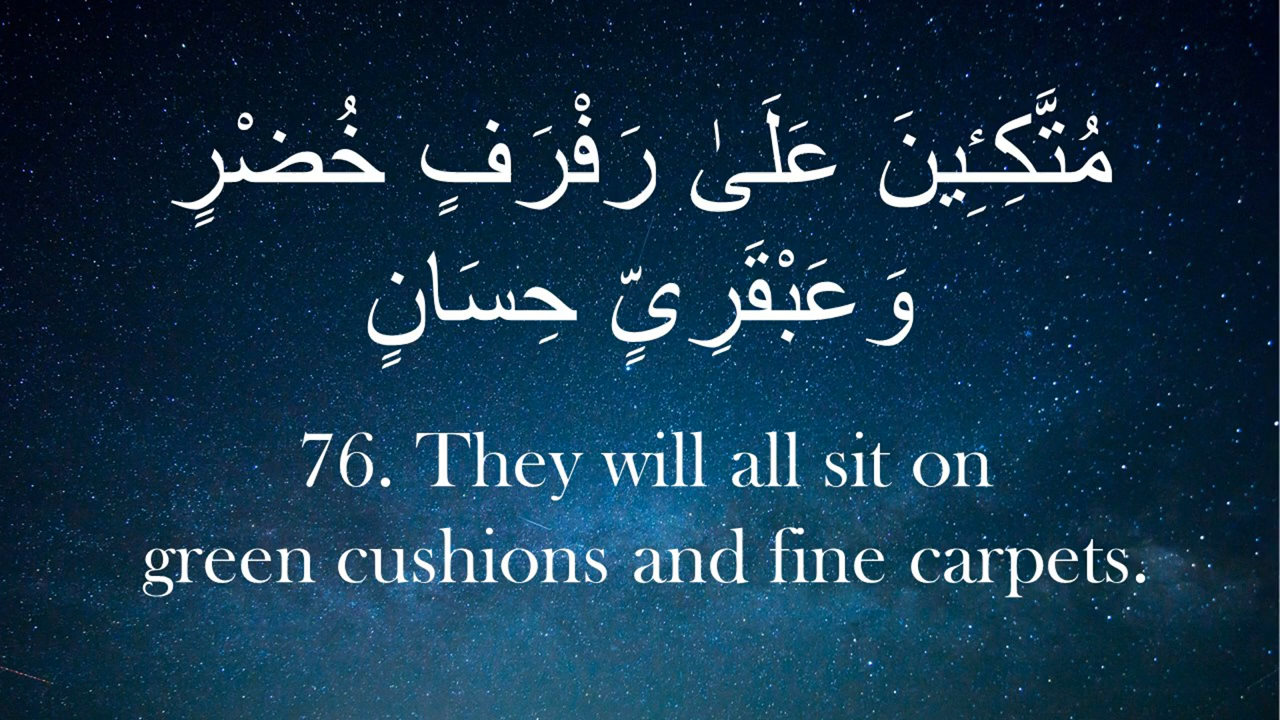 مُتَّكِـِٔينَ عَلَىٰ رَفْرَفٍ خُضْرٍ
وَعَبْقَرِىٍّ حِسَانٍ
76. They will all sit on
green cushions and fine carpets.